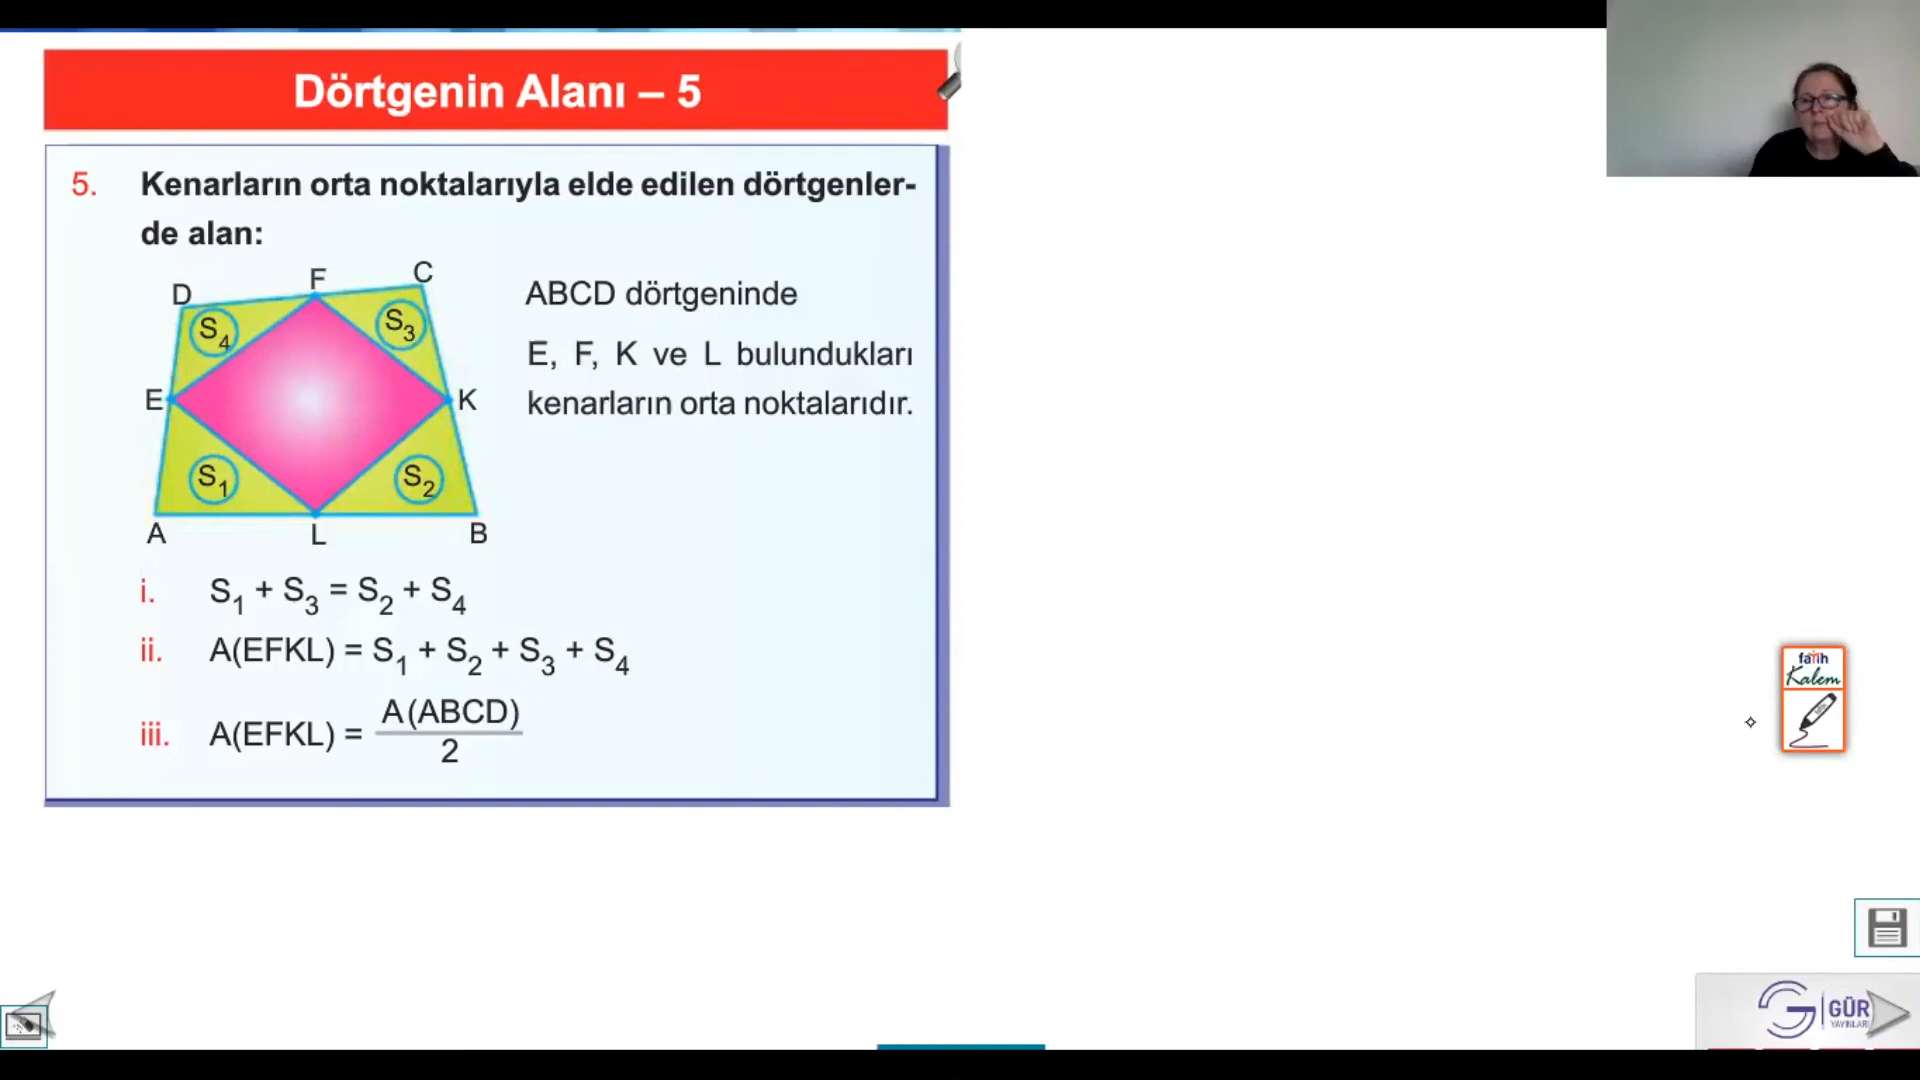 Dörtgenin Alanı – 5
5. Kenarların orta noktalarıyla elde edilen dörtgenler-
de alan:
D F C
S4 S3
E K
S1 S2
A L B
ABCD dörtgeninde
E, F, K ve L bulundukları
kenarların orta noktalarıdır.
i. S1 + S3 = S2 + S4
ii. A(EFKL) = S1 + S2 + S3 + S4
iii. A(EFKL) = A(ABCD) / 2
fatih
Kalem
GÜR
YAYINLARI